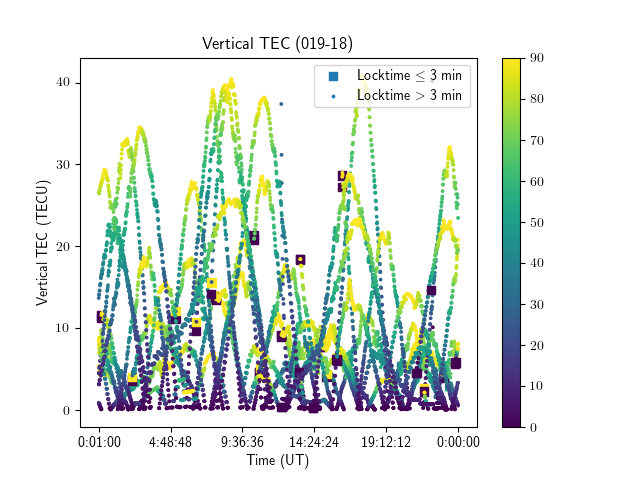 Vertical TEC (019-18)
Locktime ≤ 3 min
Locktime > 3 min
Vertical TEC (TECU)
40
30
20
10
0
0:01:00 4:48:48 9:36:36 14:24:24 19:12:12 0:00:00
Time (UT)
90
80
70
60
50
40
30
20
10
0